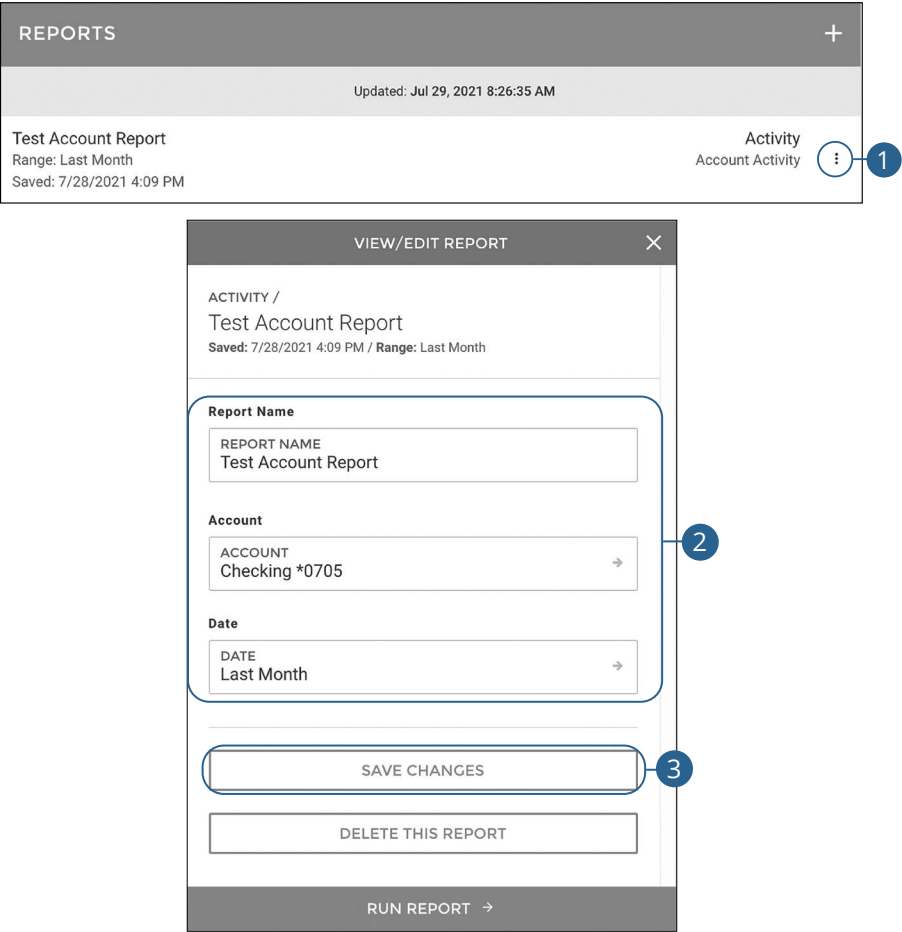 REPORTS +
Updated: Jul 29, 2021 8:26:35 AM
Test Account Report
Range: Last Month
Saved: 7/28/2021 4:09 PM
Activity
Account Activity
1
VIEW/EDIT REPORT
ACTIVITY /
Test Account Report
Saved: 7/28/2021 4:09 PM / Range: Last Month
Report Name
REPORT NAME
Test Account Report
Account
ACCOUNT
Checking *0705
2
Date
DATE
Last Month
SAVE CHANGES
3
DELETE THIS REPORT
RUN REPORT →